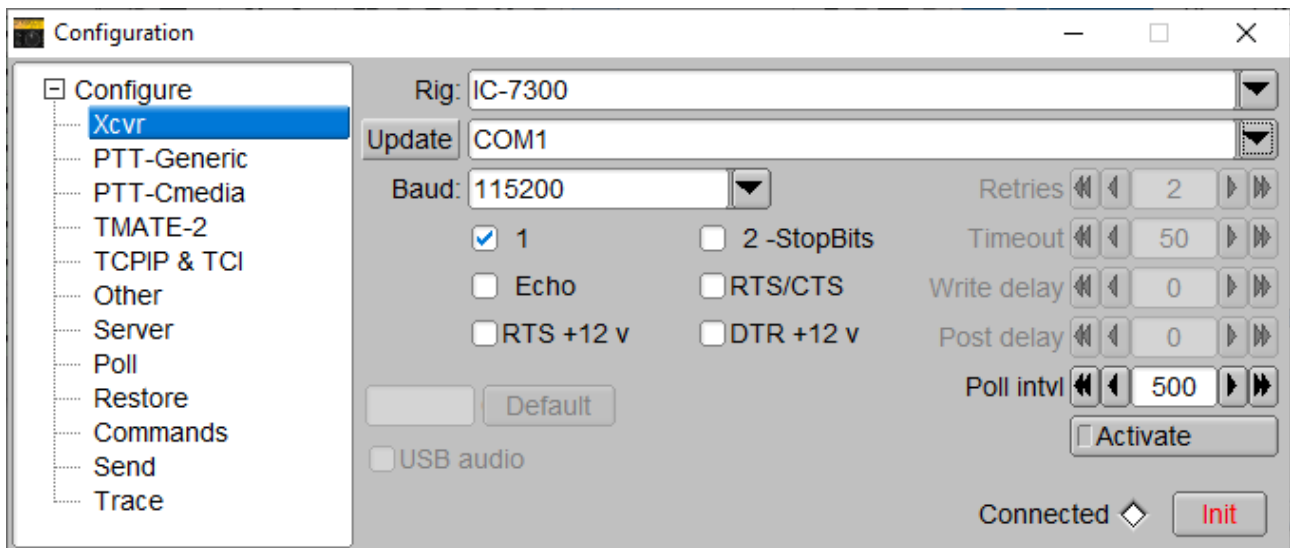 Configuration
Configure
Xcvr
PTT-Generic
PTT-Cmedia
TMATE-2
TCPIP & TCI
Other
Server
Poll
Restore
Commands
Send
Trace
Rig: IC-7300
Update COM1
Baud: 115200
1 2 -StopBits
Echo RTS/CTS
RTS +12 v DTR +12 v
Default
USB audio
Retries 2
Timeout 50
Write delay 0
Post delay 0
Poll intvl 500
Activate
Connected Init